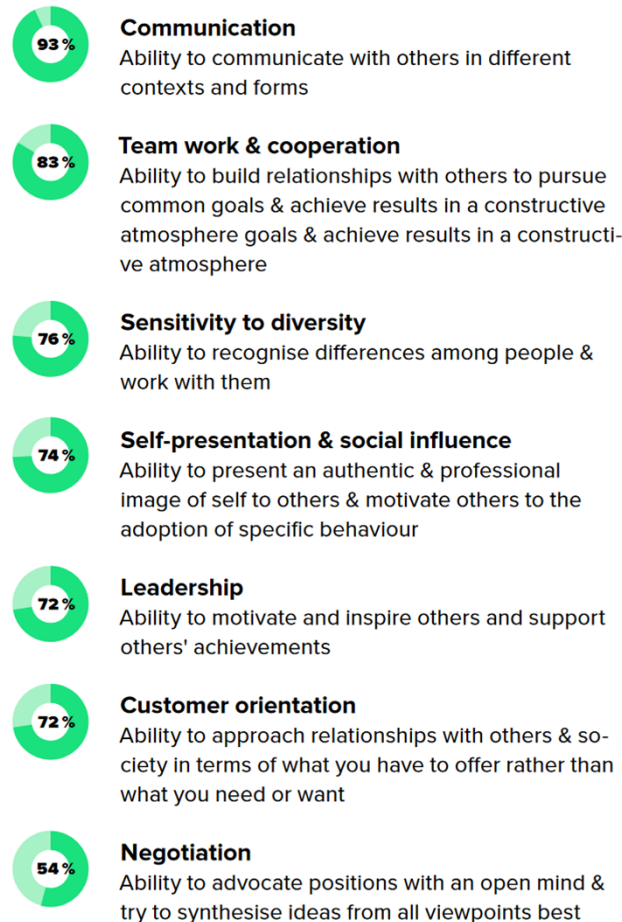 93 %
Communication
Ability to communicate with others in different
contexts and forms
83 %
Team work & cooperation
Ability to build relationships with others to pursue
common goals & achieve results in a constructive
atmosphere goals & achieve results in a constructi-
ve atmosphere
76 %
Sensitivity to diversity
Ability to recognise differences among people &
work with them
74 %
Self-presentation & social influence
Ability to present an authentic & professional
image of self to others & motivate others to the
adoption of specific behaviour
72 %
Leadership
Ability to motivate and inspire others and support
others' achievements
72 %
Customer orientation
Ability to approach relationships with others & so-
ciety in terms of what you have to offer rather than
what you need or want
54 %
Negotiation
Ability to advocate positions with an open mind &
try to synthesise ideas from all viewpoints best